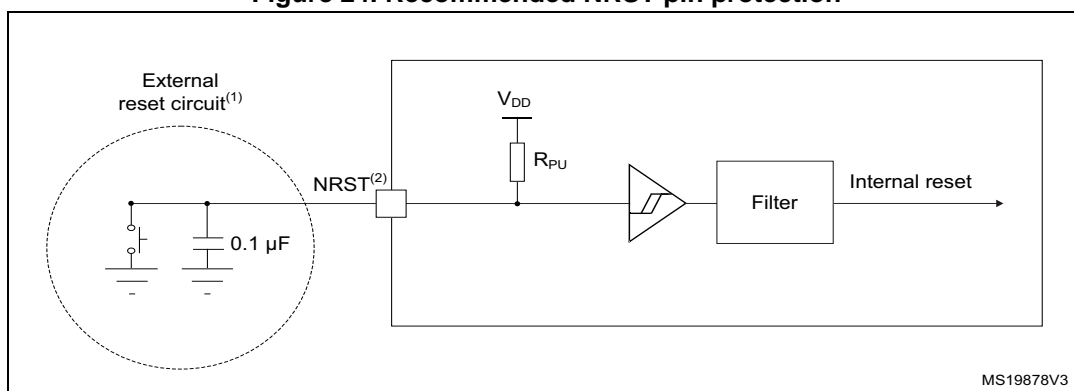 Figure Recommended NRST pin protection
External
reset circuit(1)
VDD
RPU
NRST(2)
Filter
Internal reset
0.1 µF
MS19878V3